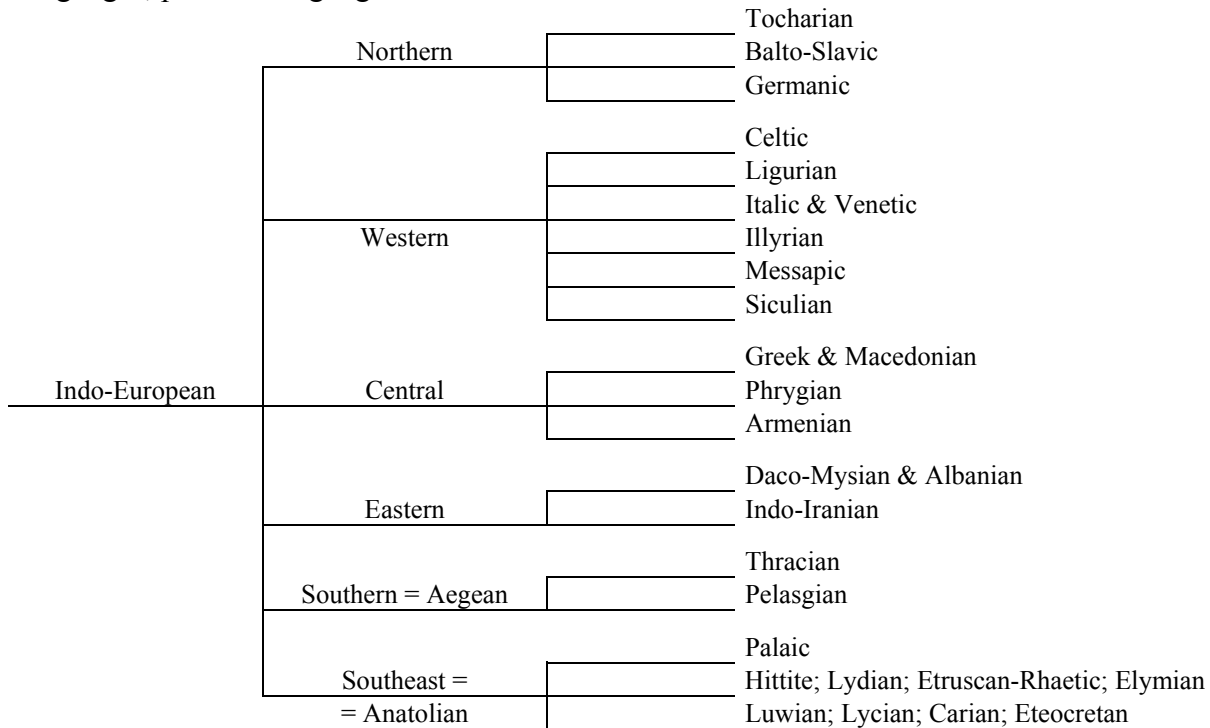 Tocharian
Northern Balto-Slavic
Germanic
Celtic
Ligurian
Italic & Venetic
Western Illyrian
Messapic
Siculian
Greek & Macedonian
Indo-European Central Phrygian
Armenian
Daco-Mysian & Albanian
Eastern Indo-Iranian
Thracian
Southern = Aegean Pelasgian
Palaic
Southeast = Hittite; Lydian; Etruscan-Rhaetic; Elymian
= Anatolian Luwian; Lycian; Carian; Eteocretan